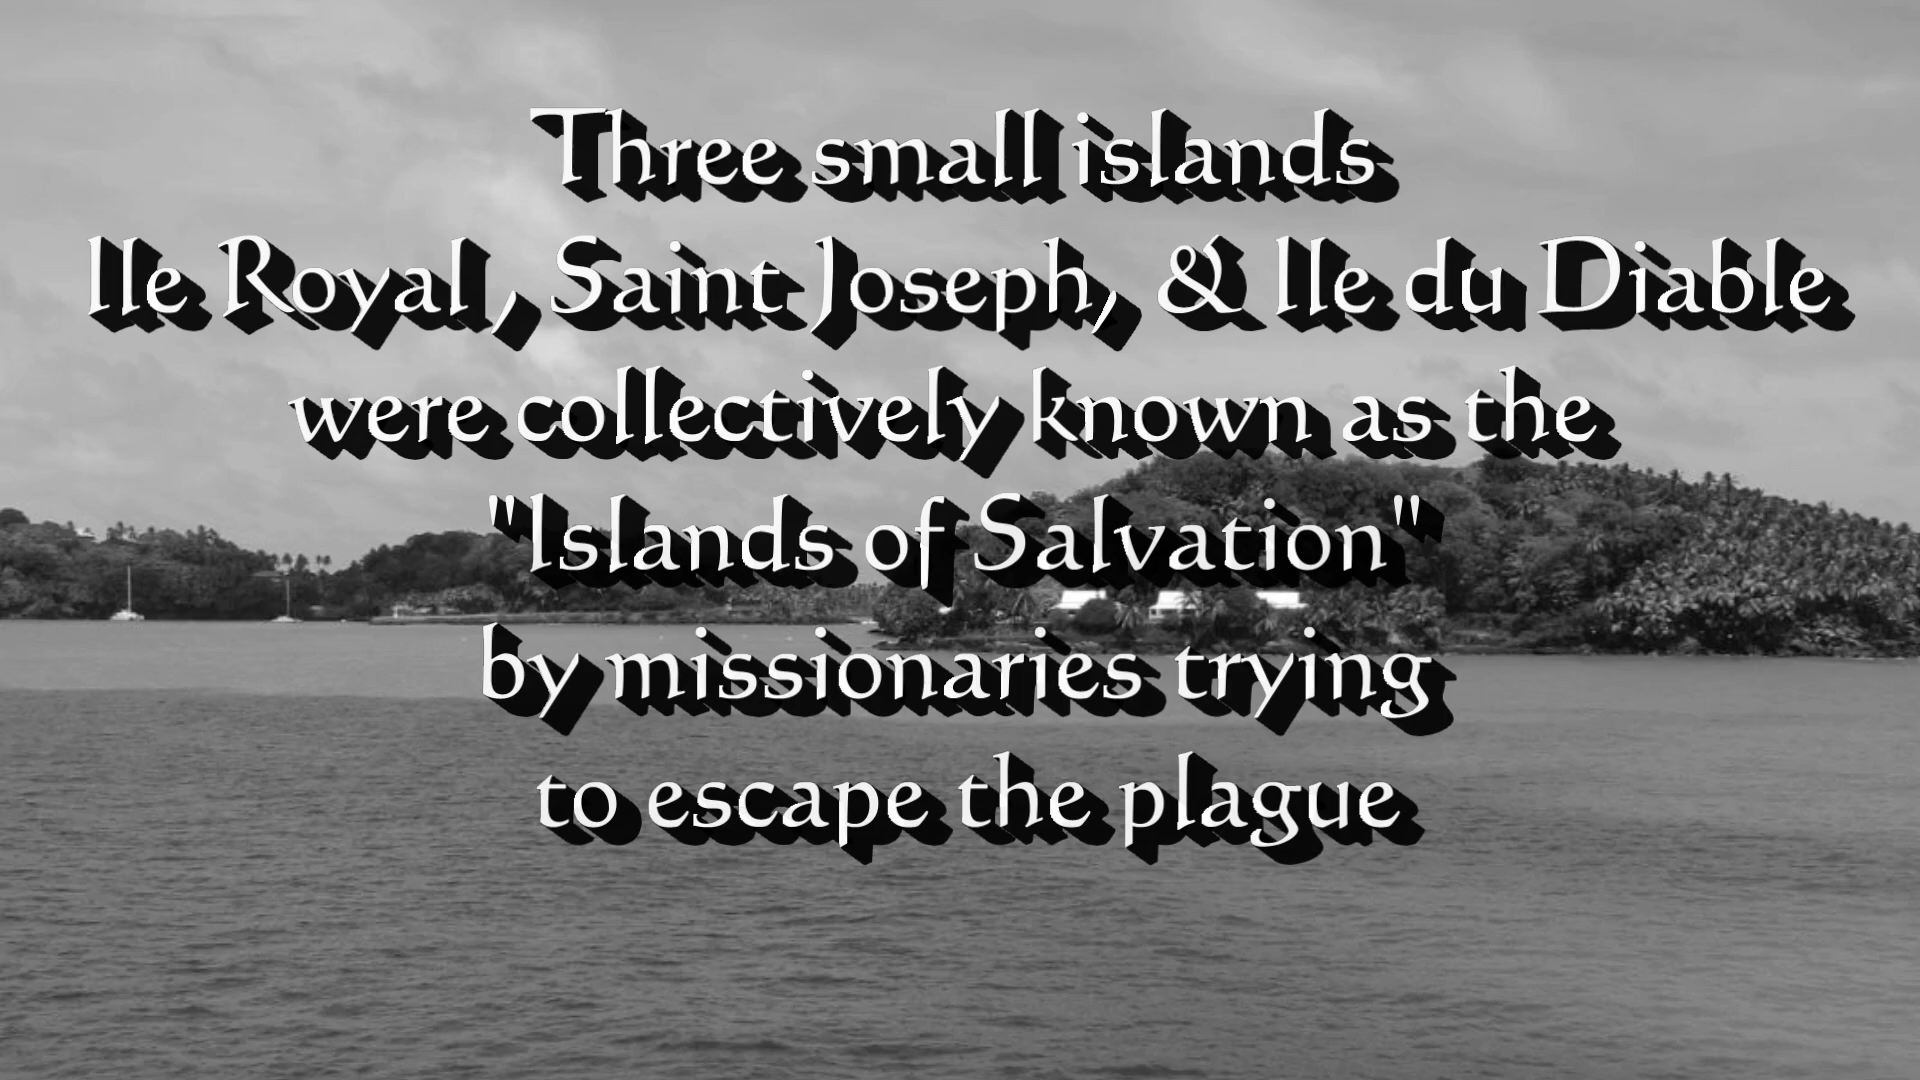 Three small islands
Ile Royal, Saint Joseph, & Ile du Diable
were collectively known as the
"Islands of Salvation"
by missionaries trying
to escape the plague